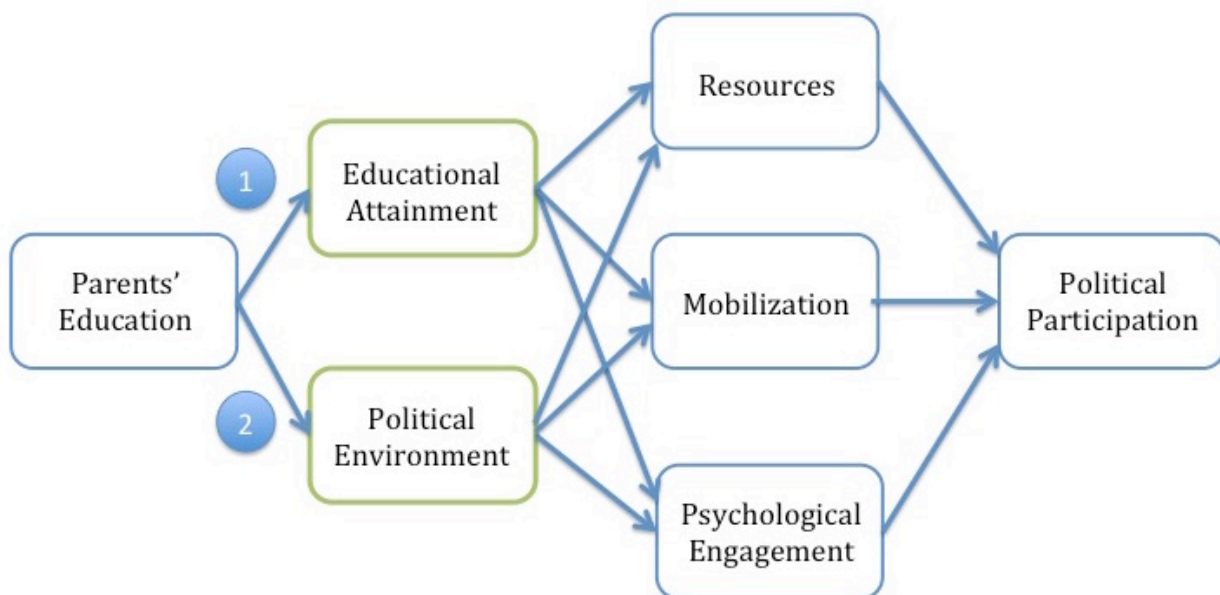 Resources
1
Educational
Attainment
Parents’
Education
Mobilization
Political
Participation
2
Political
Environment
Psychological
Engagement